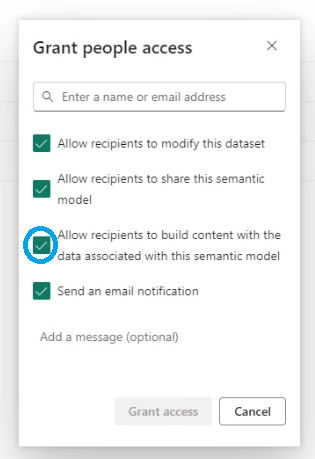 Grant people access
Enter a name or email address
Allow recipients to modify this dataset
Allow recipients to share this semantic
model
Allow recipients to build content with the
data associated with this semantic model
Send an email notification
Add a message (optional)
Grant access
Cancel